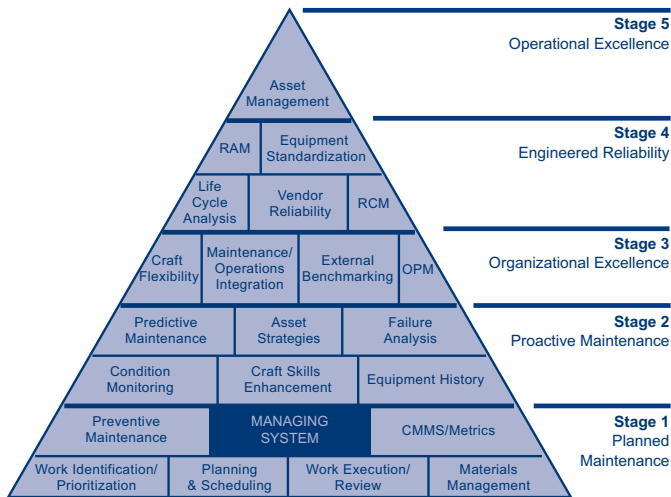 Stage 5
Operational Excellence
Asset
Management
Stage 4
Engineered Reliability
RAM
Equipment
Standardization
Life
Cycle
Analysis
Vendor
Reliability
RCM
Stage 3
Organizational Excellence
Craft
Flexibility
Maintenance/
Operations
Integration
External
Benchmarking
OPM
Stage 2
Proactive Maintenance
Predictive
Maintenance
Asset
Strategies
Failure
Analysis
Condition
Monitoring
Craft Skills
Enhancement
Equipment History
Stage 1
Planned
Maintenance
Preventive
Maintenance
MANAGING
SYSTEM
CMMS/Metrics
Work Identification/
Prioritization
Planning
& Scheduling
Work Execution/
Review
Materials
Management